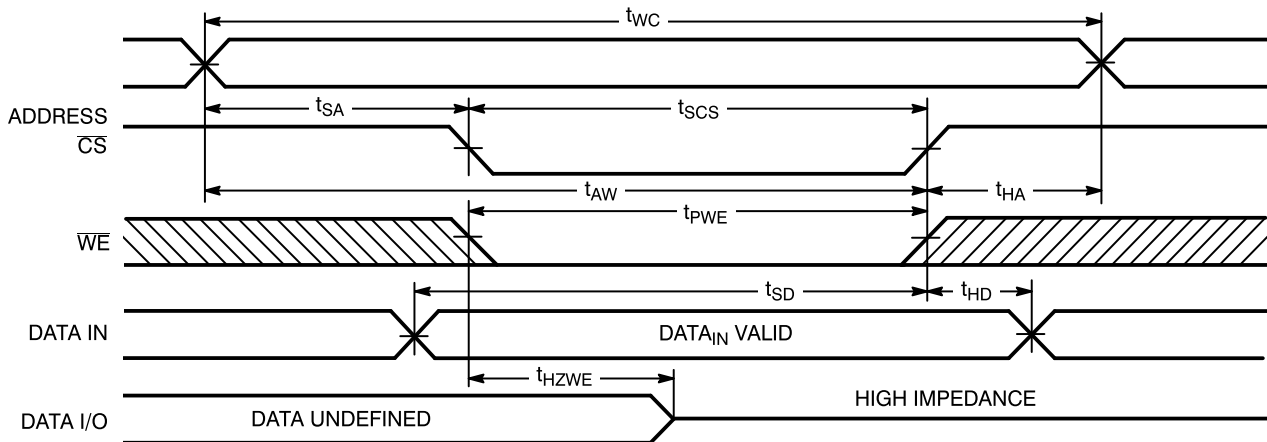 tWC
tSA
tSCS
ADDRESS
CS
tAW
tHA
tPWE
WE
tSD
tHD
DATA IN
DATAIN VALID
tHZWE
HIGH IMPEDANCE
DATA UNDEFINED
DATA I/O